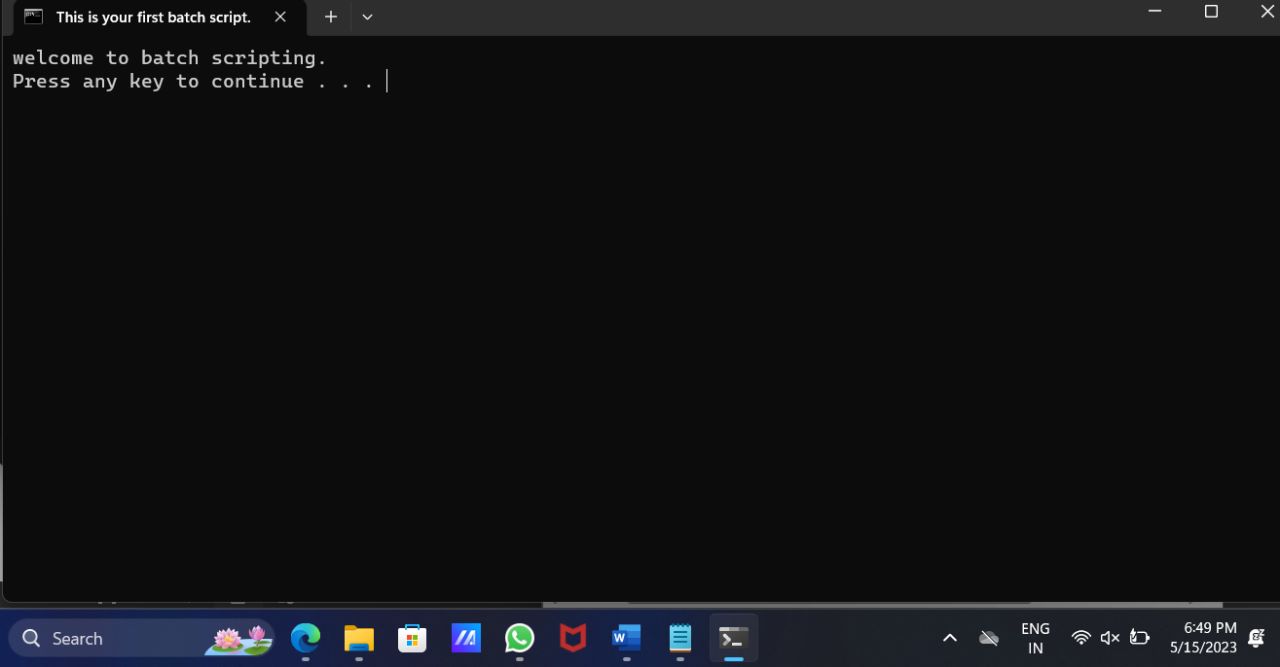 This is your first batch script.
welcome to batch scripting.
Press any key to continue . . .
Search
ENG
IN
6:49 PM
5/15/2023